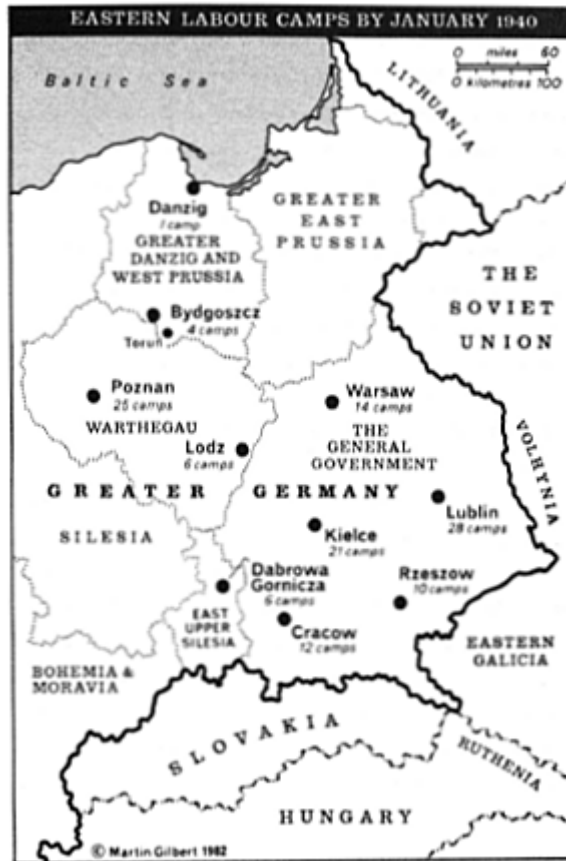 EASTERN LABOUR CAMPS BY JANUARY 1940
0 miles 60
0 kilometres 100
Baltic Sea
LITHUANIA
Danzig
1 camp
GREATER
DANZIG AND
WEST PRUSSIA
GREATER
EAST
PRUSSIA
THE
SOVIET
UNION
Bydgoszcz
4 camps
Toruń
Poznan
25 camps
WARTHEGAU
Warsaw
14 camps
THE
GENERAL
GOVERNMENT
VOLHYNIA
Lodz
6 camps
GREATER GERMANY
Lublin
28 camps
SILESIA
Kielce
21 camps
Dabrowa
Gornicza
6 camps
Rzeszow
10 camps
EAST
UPPER
SILESIA
Cracow
12 camps
EASTERN
GALICIA
BOHEMIA &
MORAVIA
SLOVAKIA
RUTHENIA
HUNGARY
© Martin Gilbert 1982